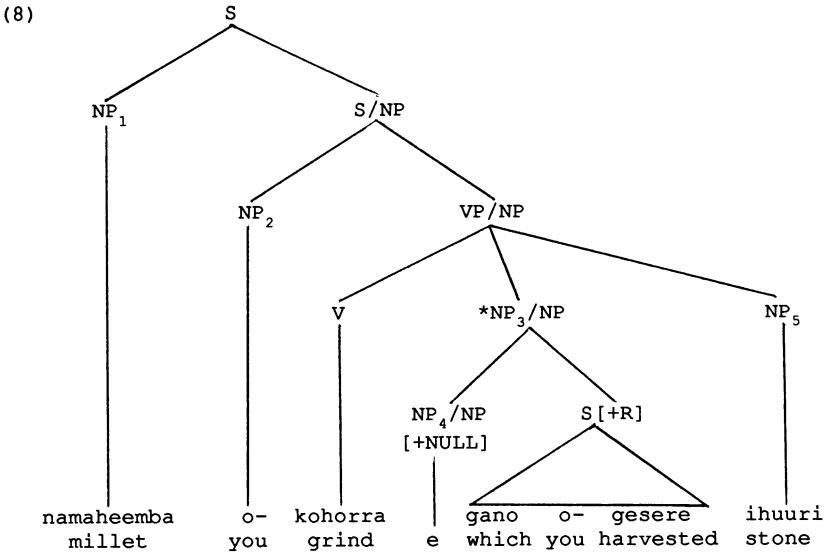 (8) S
NP1 S/NP
NP2 VP/NP
V *NP3/NP NP5
NP4/NP S[+R]
[+NULL]
namaheemba o- kohorra gano o- gesere ihuuri
millet you grind e which you harvested stone